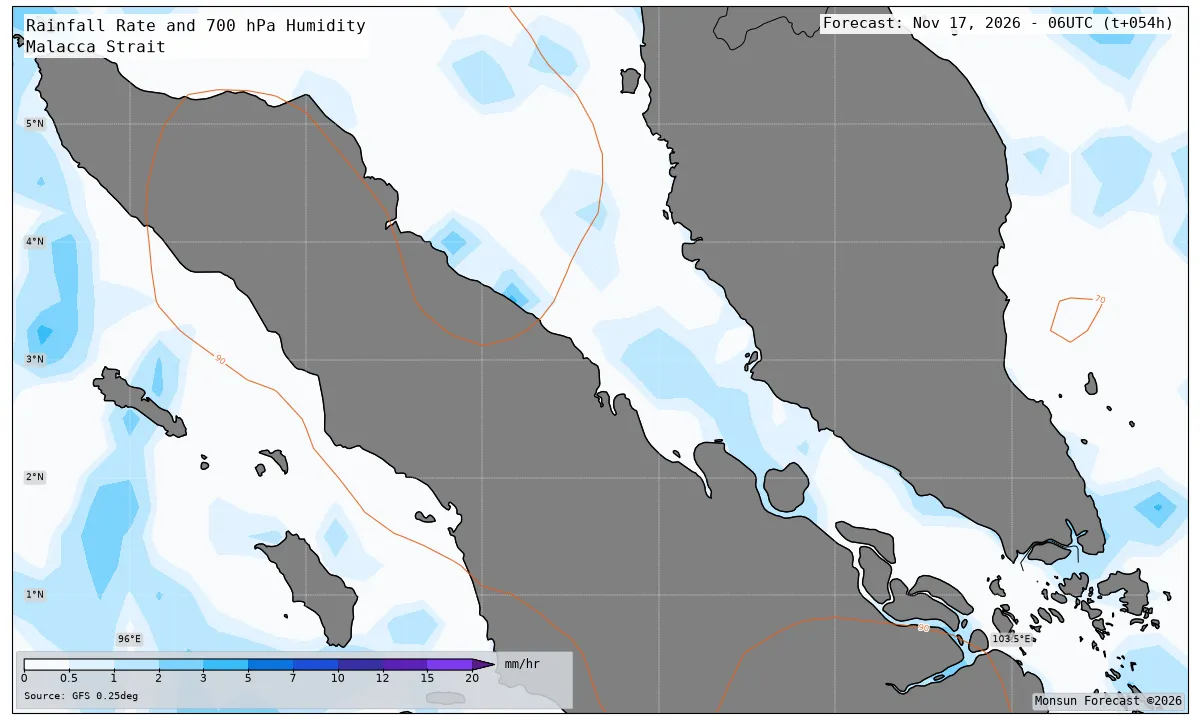 Rainfall Rate and 700 hPa Humidity
Malacca Strait
Forecast: Nov 17, 2026 - 06UTC (t+054h)
5°N
4°N
70
3°N
90
2°N
1°N
80
96°E
103.5°E
mm/hr
0 0.5 1 2 3 5 7 10 12 15 20
Source: GFS 0.25deg
Monsun Forecast ©2026